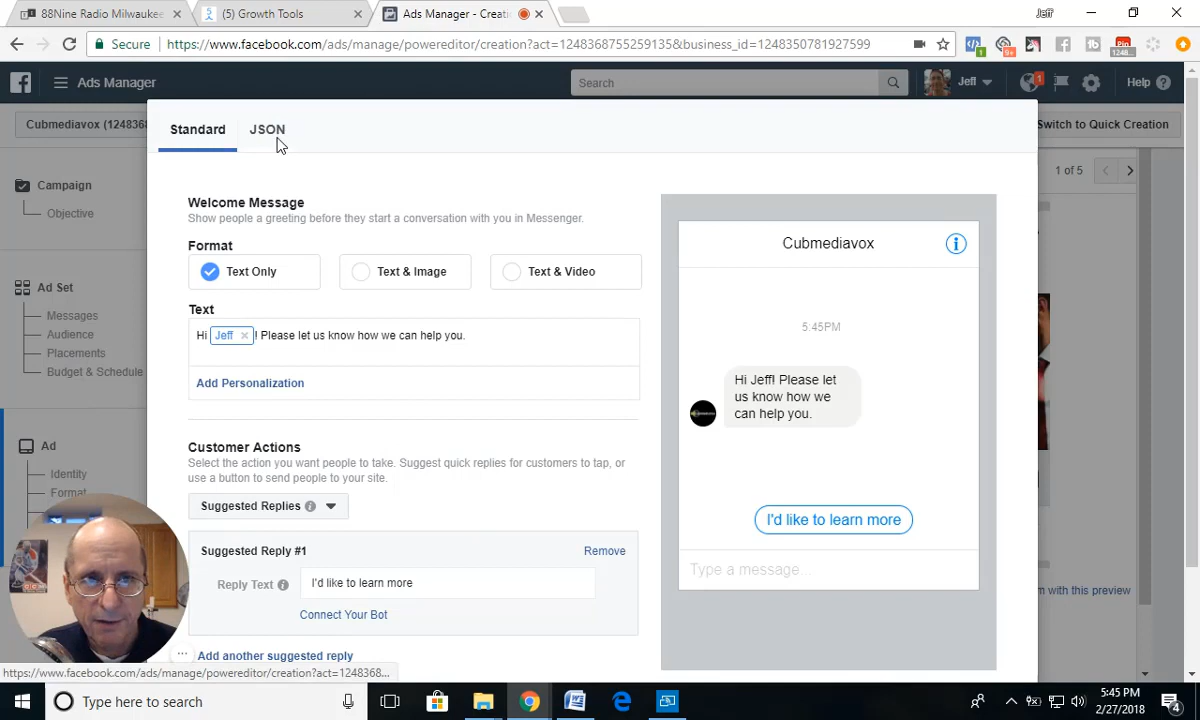 88Nine Radio Milwaukee
(5) Growth Tools
Ads Manager - Creati
Jeff
Secure
https://www.facebook.com/ads/manage/powereditor/creation?act=1248368755259135&business_id=1248350781927599
1
9+
Pin
1248...
Ads Manager
Search
Jeff
1
Help
Cubmediavox (1248368
Switch to Quick Creation
Standard
JSON
Campaign
Objective
1 of 5
Welcome Message
Show people a greeting before they start a conversation with you in Messenger.
Format
Text Only
Text & Image
Text & Video
Text
Hi Jeff ! Please let us know how we can help you.
Add Personalization
Ad Set
Messages
Audience
Placements
Budget & Schedule
Cubmediavox
5:45PM
Hi Jeff! Please let
us know how we
can help you.
I'd like to learn more
Type a message...
Customer Actions
Select the action you want people to take. Suggest quick replies for customers to tap, or
use a button to send people to your site.
Suggested Replies
Ad
Identity
Format
Suggested Reply #1
Remove
Reply Text
I'd like to learn more
Connect Your Bot
Add another suggested reply
m with this preview
https://www.facebook.com/ads/manage/powereditor/creation?act=1248368...
Type here to search
5:45 PM
2/27/2018
4